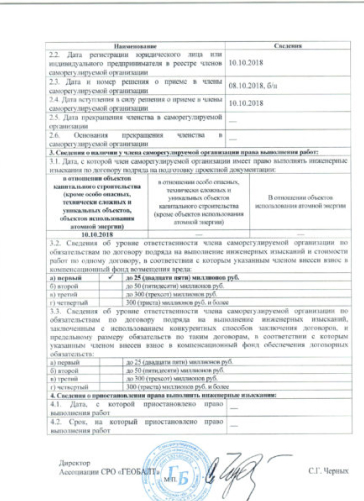 Наименование Сведения
2.2. Дата регистрации юридического лица или
индивидуального предпринимателя в реестре членов
саморегулируемой организации
10.10.2018
2.3. Дата и номер решения о приеме в члены
саморегулируемой организации
08.10.2018, б/н
2.4. Дата вступления в силу решения о приеме в члены
саморегулируемой организации
10.10.2018
2.5. Дата прекращения членства в саморегулируемой
организации
—
2.6. Основания прекращения членства в
саморегулируемой организации
—
3. Сведения о наличии у члена саморегулируемой организации права выполнения работ:
3.1. Дата, с которой член саморегулируемой организации имеет право выполнять инженерные
изыскания по договору подряда на подготовку проектной документации:
в отношении объектов
капитального строительства
(кроме особо опасных,
технически сложных и
уникальных объектов,
объектов использования
атомной энергии)
в отношении особо опасных,
технически сложных и
уникальных объектов
капитального строительства
(кроме объектов использования
атомной энергии)
В отношении объектов
использования атомной энергии
10.10.2018 — —
3.2. Сведения об уровне ответственности члена саморегулируемой организации по
обязательствам по договору подряда на выполнение инженерных изысканий и стоимости
работ по одному договору, в соответствии с которым указанным членом внесен взнос в
компенсационный фонд возмещения вреда:
а) первый ✓ до 25 (двадцати пяти) миллионов руб.
б) второй до 50 (пятидесяти) миллионов руб.
в) третий до 300 (трехсот) миллионов руб.
г) четвертый 300 (триста) миллионов руб. и более
3.3. Сведения об уровне ответственности члена саморегулируемой организации по
обязательствам по договорам подряда на выполнение инженерных изысканий,
заключенным с использованием конкурентных способов заключения договоров, и
предельному размеру обязательств по таким договорам, в соответствии с которым
указанным членом внесен взнос в компенсационный фонд обеспечения договорных
обязательств:
а) первый до 25 (двадцати пяти) миллионов руб.
б) второй до 50 (пятидесяти) миллионов руб.
в) третий до 300 (трехсот) миллионов руб.
г) четвертый 300 (триста) миллионов руб. и более
4. Сведения о приостановлении права выполнять инженерные изыскания:
4.1. Дата, с которой приостановлено право
выполнения работ
—
4.2. Срок, на который приостановлено право
выполнения работ
—
Директор
Ассоциации СРО «ГЕОБАЛТ»
М.П.
С.Г. Черных